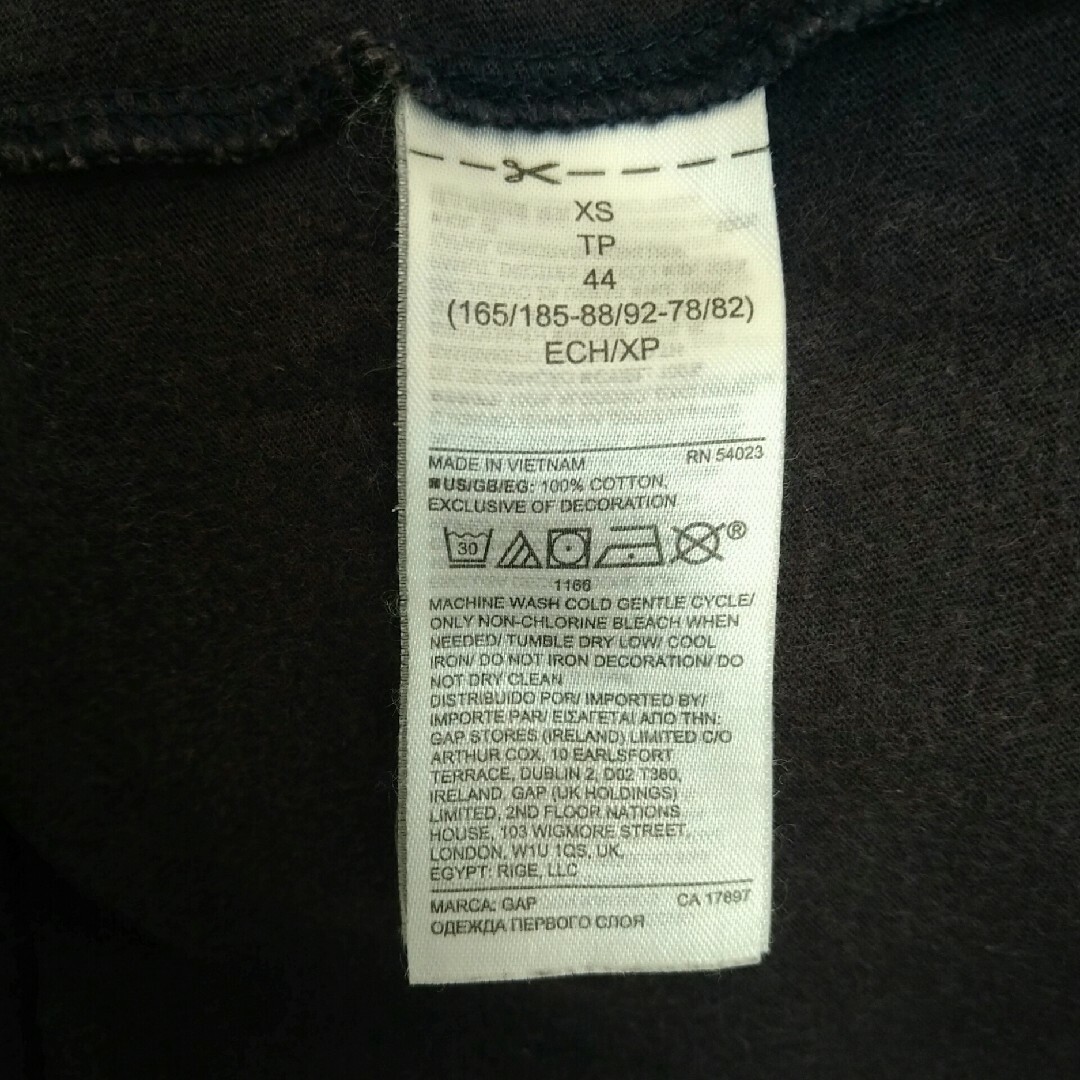 XS
TP
44
(165/185-88/92-78/82)
ECH/XP
MADE IN VIETNAM RN 54023
US/GB/EG: 100% COTTON,
EXCLUSIVE OF DECORATION
30 ®
1166
MACHINE WASH COLD GENTLE CYCLE/
ONLY NON-CHLORINE BLEACH WHEN
NEEDED/ TUMBLE DRY LOW/ COOL
IRON/ DO NOT IRON DECORATION/ DO
NOT DRY CLEAN
DISTRIBUIDO POR/ IMPORTED BY/
IMPORTE PAR/ ΕΙΣΑΓΕΤΑΙ ΑΠΟ ΤΗΝ:
GAP STORES (IRELAND) LIMITED C/O
ARTHUR COX, 10 EARLSFORT
TERRACE, DUBLIN 2, D02 T380,
IRELAND. GAP (UK HOLDINGS)
LIMITED, 2ND FLOOR NATIONS
HOUSE, 103 WIGMORE STREET,
LONDON, W1U 1QS, UK.
EGYPT: RIGE, LLC
MARCA: GAP CA 17897
ОДЕЖДА ПЕРВОГО СЛОЯ